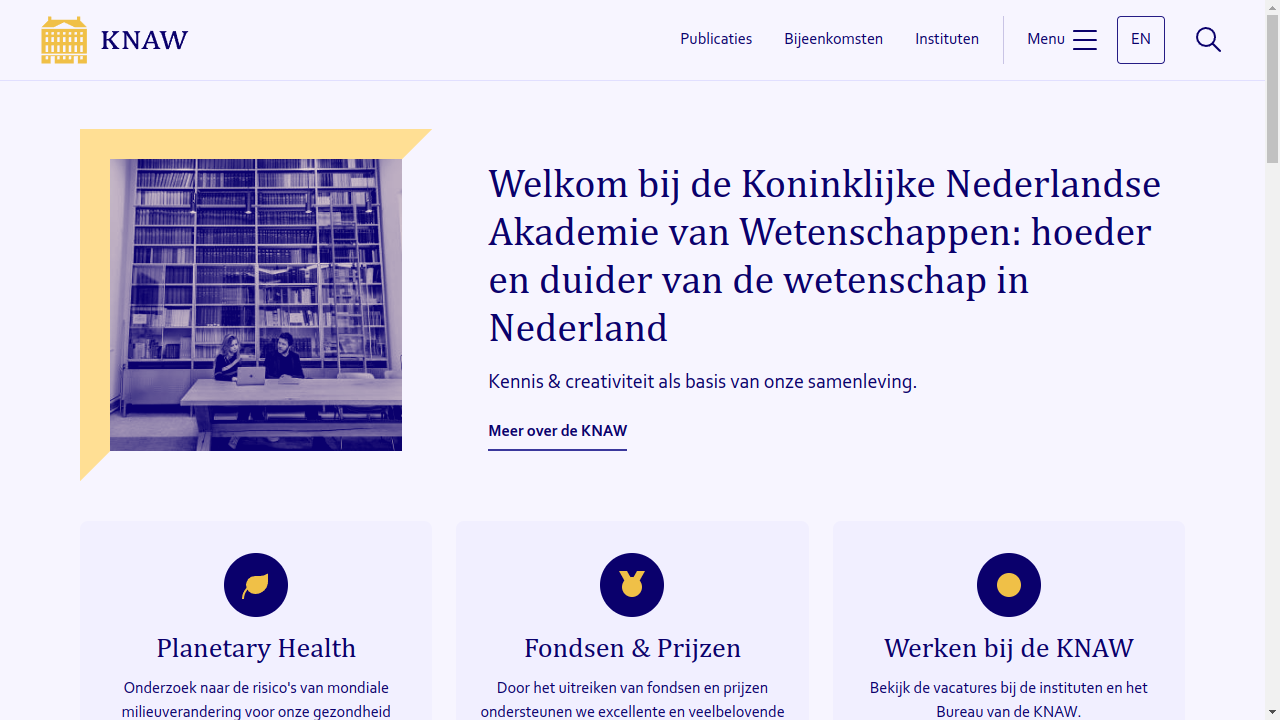 KNAW
Publicaties
Bijeenkomsten
Instituten
Menu
EN
Welkom bij de Koninklijke Nederlandse
Akademie van Wetenschappen: hoeder
en duider van de wetenschap in
Nederland
Kennis & creativiteit als basis van onze samenleving.
Meer over de KNAW
Planetary Health
Onderzoek naar de risico's van mondiale
milieuverandering voor onze gezondheid
Fondsen & Prijzen
Door het uitreiken van fondsen en prijzen
ondersteunen we excellente en veelbelovende
Werken bij de KNAW
Bekijk de vacatures bij de instituten en het
Bureau van de KNAW.